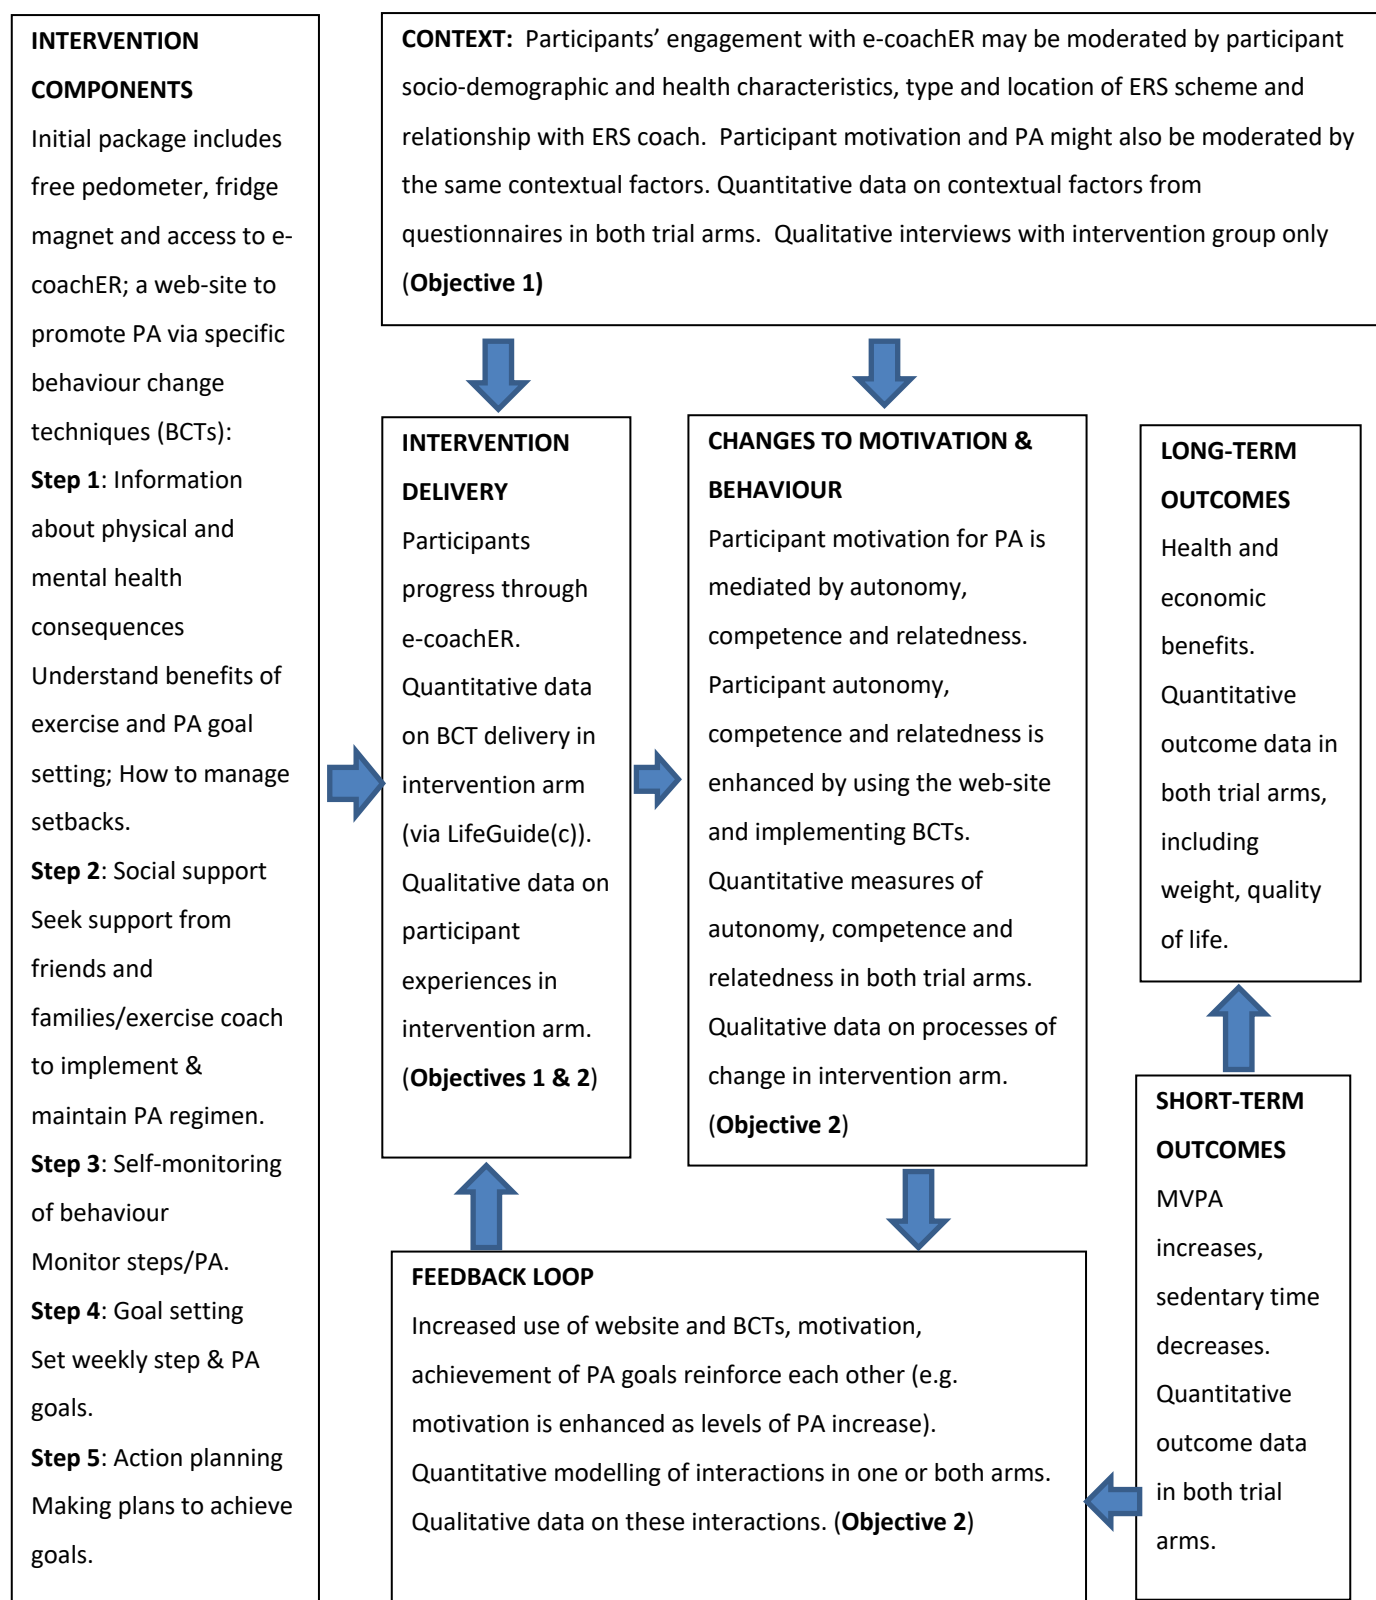 INTERVENTION
COMPONENTS
Initial package includes
free pedometer, fridge
magnet and access to e-
coachER; a web-site to
promote PA via specific
behaviour change
techniques (BCTs):
Step 1: Information
about physical and
mental health
consequences
Understand benefits of
exercise and PA goal
setting; How to manage
setbacks.
Step 2: Social support
Seek support from
friends and
families/exercise coach
to implement &
maintain PA regimen.
Step 3: Self-monitoring
of behaviour
Monitor steps/PA.
Step 4: Goal setting
Set weekly step & PA
goals.
Step 5: Action planning
Making plans to achieve
goals.
CONTEXT: Participants’ engagement with e-coachER may be moderated by participant
socio-demographic and health characteristics, type and location of ERS scheme and
relationship with ERS coach. Participant motivation and PA might also be moderated by
the same contextual factors. Quantitative data on contextual factors from
questionnaires in both trial arms. Qualitative interviews with intervention group only
(Objective 1)
INTERVENTION
DELIVERY
Participants
progress through
e-coachER.
Quantitative data
on BCT delivery in
intervention arm
(via LifeGuide(c)).
Qualitative data on
participant
experiences in
intervention arm.
(Objectives 1 & 2)
CHANGES TO MOTIVATION &
BEHAVIOUR
Participant motivation for PA is
mediated by autonomy,
competence and relatedness.
Participant autonomy,
competence and relatedness is
enhanced by using the web-site
and implementing BCTs.
Quantitative measures of
autonomy, competence and
relatedness in both trial arms.
Qualitative data on processes of
change in intervention arm.
(Objective 2)
LONG-TERM
OUTCOMES
Health and
economic
benefits.
Quantitative
outcome data in
both trial arms,
including
weight, quality
of life.
SHORT-TERM
OUTCOMES
MVPA
increases,
sedentary time
decreases.
Quantitative
outcome data
in both trial
arms.
FEEDBACK LOOP
Increased use of website and BCTs, motivation,
achievement of PA goals reinforce each other (e.g.
motivation is enhanced as levels of PA increase).
Quantitative modelling of interactions in one or both arms.
Qualitative data on these interactions. (Objective 2)